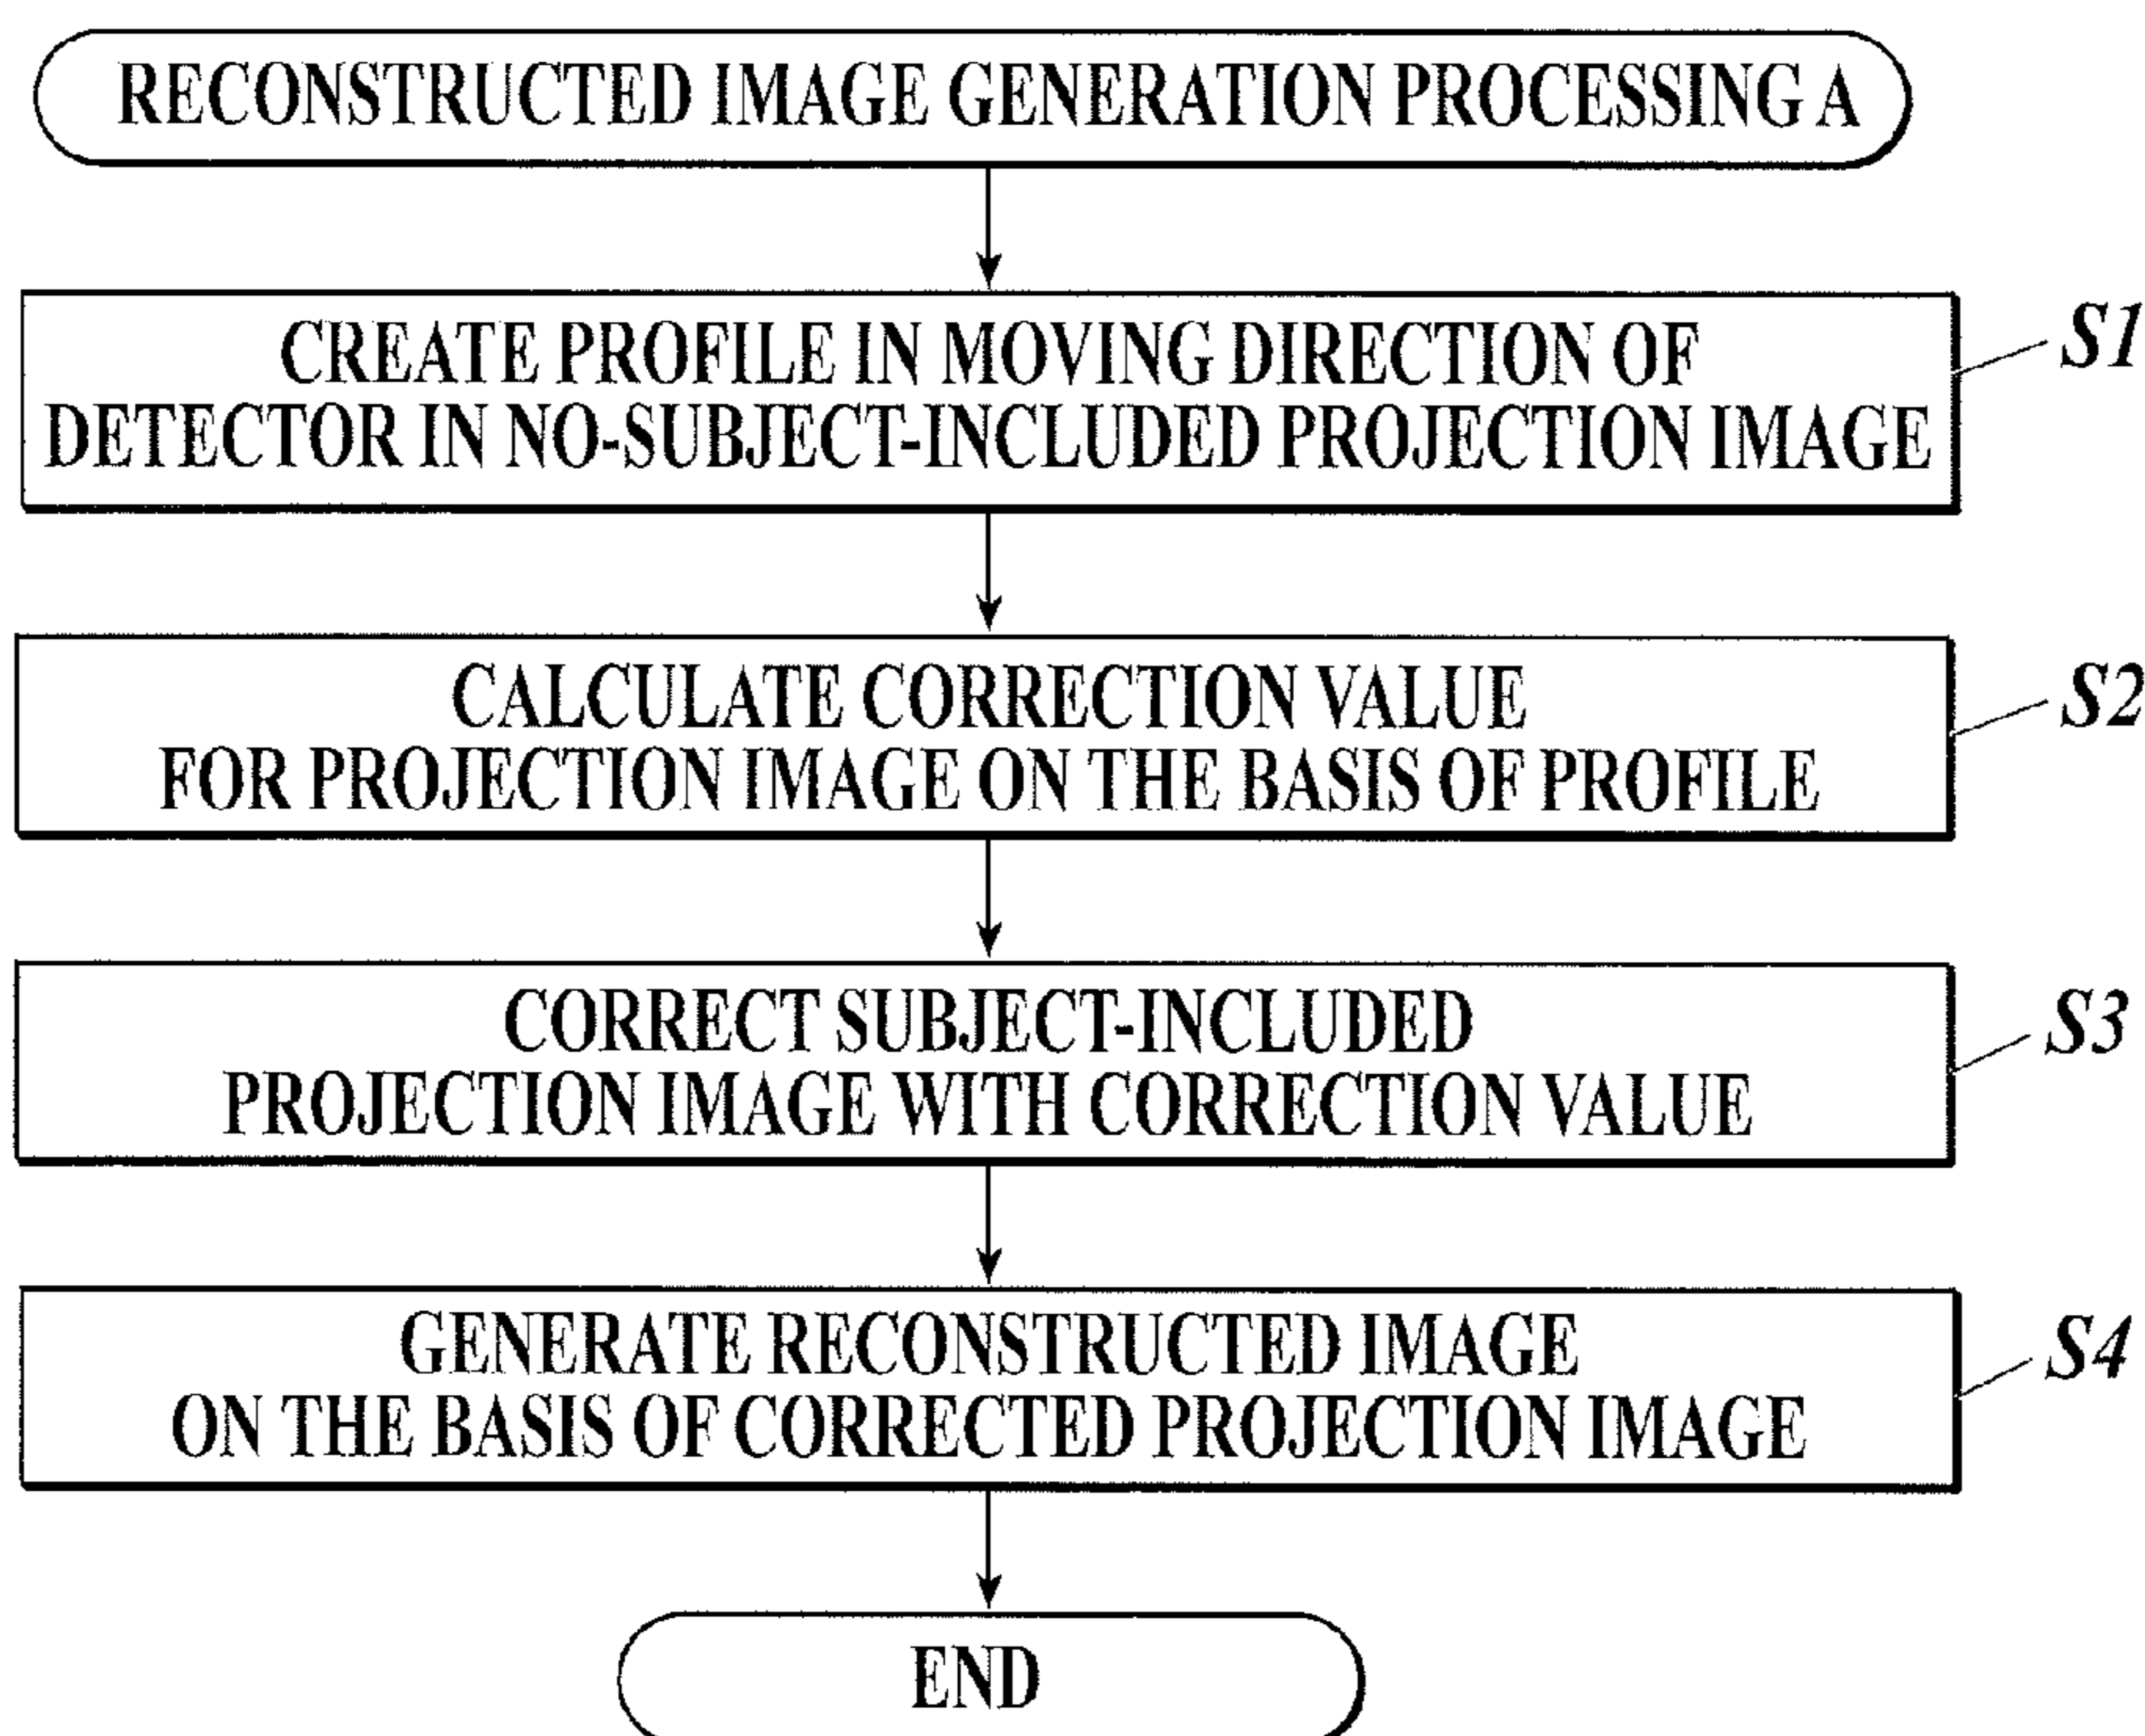 RECONSTRUCTED IMAGE GENERATION PROCESSING A
CREATE PROFILE IN MOVING DIRECTION OF
DETECTOR IN NO-SUBJECT-INCLUDED PROJECTION IMAGE
S1
CALCULATE CORRECTION VALUE
FOR PROJECTION IMAGE ON THE BASIS OF PROFILE
S2
CORRECT SUBJECT-INCLUDED
PROJECTION IMAGE WITH CORRECTION VALUE
S3
GENERATE RECONSTRUCTED IMAGE
ON THE BASIS OF CORRECTED PROJECTION IMAGE
S4
END